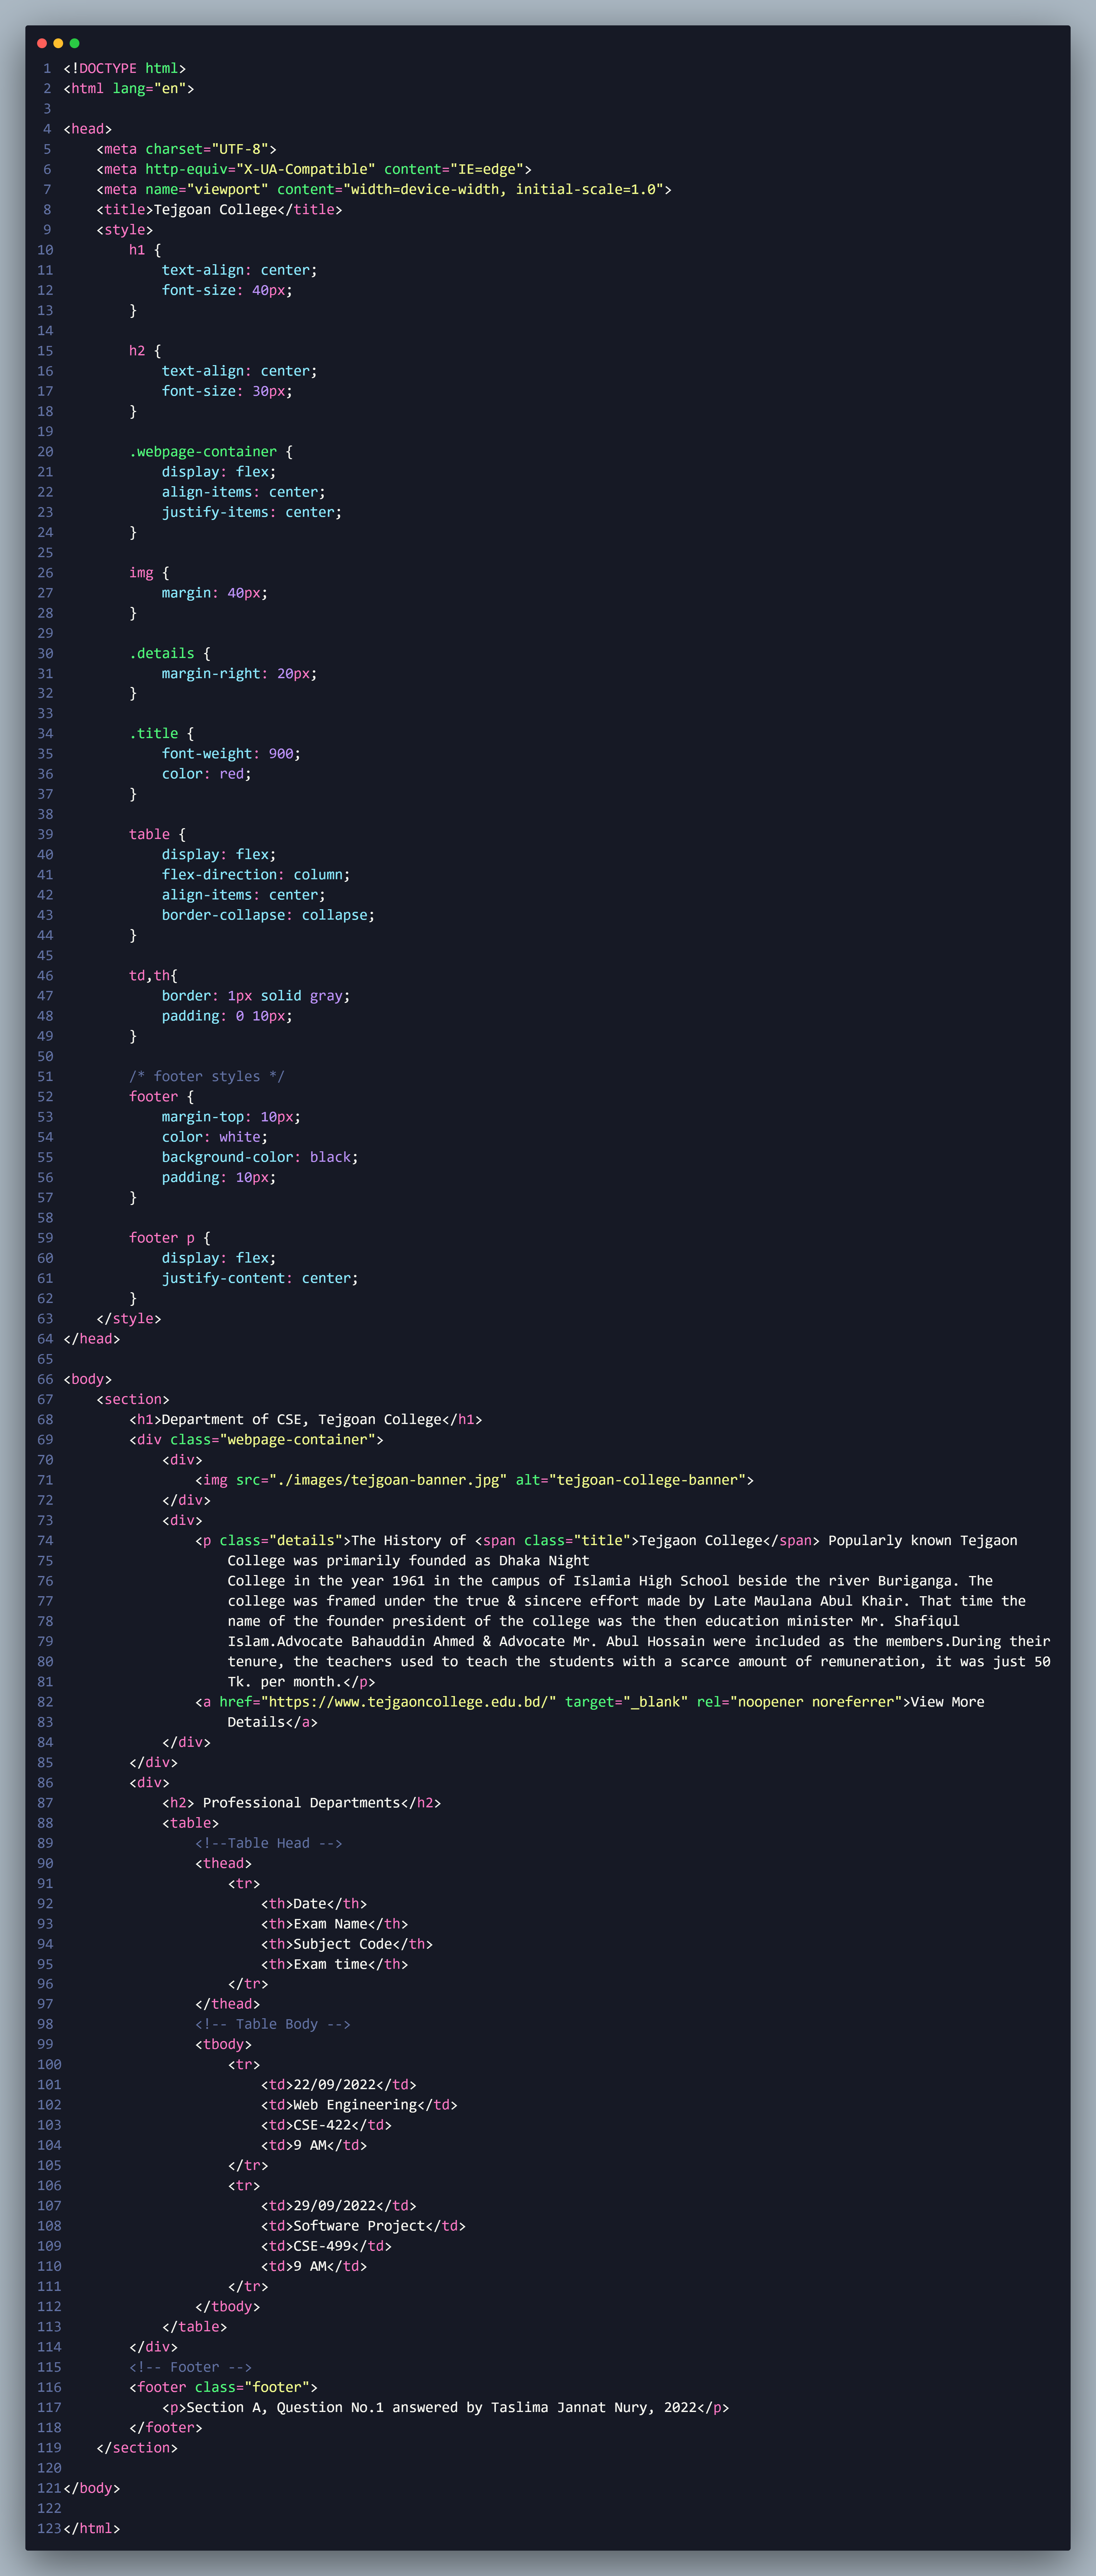 1 <!DOCTYPE html>
2 <html lang="en">
3
4 <head>
5     <meta charset="UTF-8">
6     <meta http-equiv="X-UA-Compatible" content="IE=edge">
7     <meta name="viewport" content="width=device-width, initial-scale=1.0">
8     <title>Tejgoan College</title>
9     <style>
10         h1 {
11             text-align: center;
12             font-size: 40px;
13         }
14
15         h2 {
16             text-align: center;
17             font-size: 30px;
18         }
19
20         .webpage-container {
21             display: flex;
22             align-items: center;
23             justify-items: center;
24         }
25
26         img {
27             margin: 40px;
28         }
29
30         .details {
31             margin-right: 20px;
32         }
33
34         .title {
35             font-weight: 900;
36             color: red;
37         }
38
39         table {
40             display: flex;
41             flex-direction: column;
42             align-items: center;
43             border-collapse: collapse;
44         }
45
46         td,th{
47             border: 1px solid gray;
48             padding: 0 10px;
49         }
50
51         /* footer styles */
52         footer {
53             margin-top: 10px;
54             color: white;
55             background-color: black;
56             padding: 10px;
57         }
58
59         footer p {
60             display: flex;
61             justify-content: center;
62         }
63     </style>
64 </head>
65
66 <body>
67     <section>
68         <h1>Department of CSE, Tejgoan College</h1>
69         <div class="webpage-container">
70             <div>
71                 <img src="./images/tejgoan-banner.jpg" alt="tejgoan-college-banner">
72             </div>
73             <div>
74                 <p class="details">The History of <span class="title">Tejgaon College</span> Popularly known Tejgaon
75                     College was primarily founded as Dhaka Night
76                     College in the year 1961 in the campus of Islamia High School beside the river Buriganga. The
77                     college was framed under the true & sincere effort made by Late Maulana Abul Khair. That time the
78                     name of the founder president of the college was the then education minister Mr. Shafiqul
79                     Islam.Advocate Bahauddin Ahmed & Advocate Mr. Abul Hossain were included as the members.During their
80                     tenure, the teachers used to teach the students with a scarce amount of remuneration, it was just 50
81                     Tk. per month.</p>
82                 <a href="https://www.tejgaoncollege.edu.bd/" target="_blank" rel="noopener noreferrer">View More
83                     Details</a>
84             </div>
85         </div>
86         <div>
87             <h2> Professional Departments</h2>
88             <table>
89                 <!--Table Head -->
90                 <thead>
91                     <tr>
92                         <th>Date</th>
93                         <th>Exam Name</th>
94                         <th>Subject Code</th>
95                         <th>Exam time</th>
96                     </tr>
97                 </thead>
98                 <!-- Table Body -->
99                 <tbody>
100                     <tr>
101                         <td>22/09/2022</td>
102                         <td>Web Engineering</td>
103                         <td>CSE-422</td>
104                         <td>9 AM</td>
105                     </tr>
106                     <tr>
107                         <td>29/09/2022</td>
108                         <td>Software Project</td>
109                         <td>CSE-499</td>
110                         <td>9 AM</td>
111                     </tr>
112                 </tbody>
113             </table>
114         </div>
115         <!-- Footer -->
116         <footer class="footer">
117             <p>Section A, Question No.1 answered by Taslima Jannat Nury, 2022</p>
118         </footer>
119     </section>
120
121 </body>
122
123 </html>